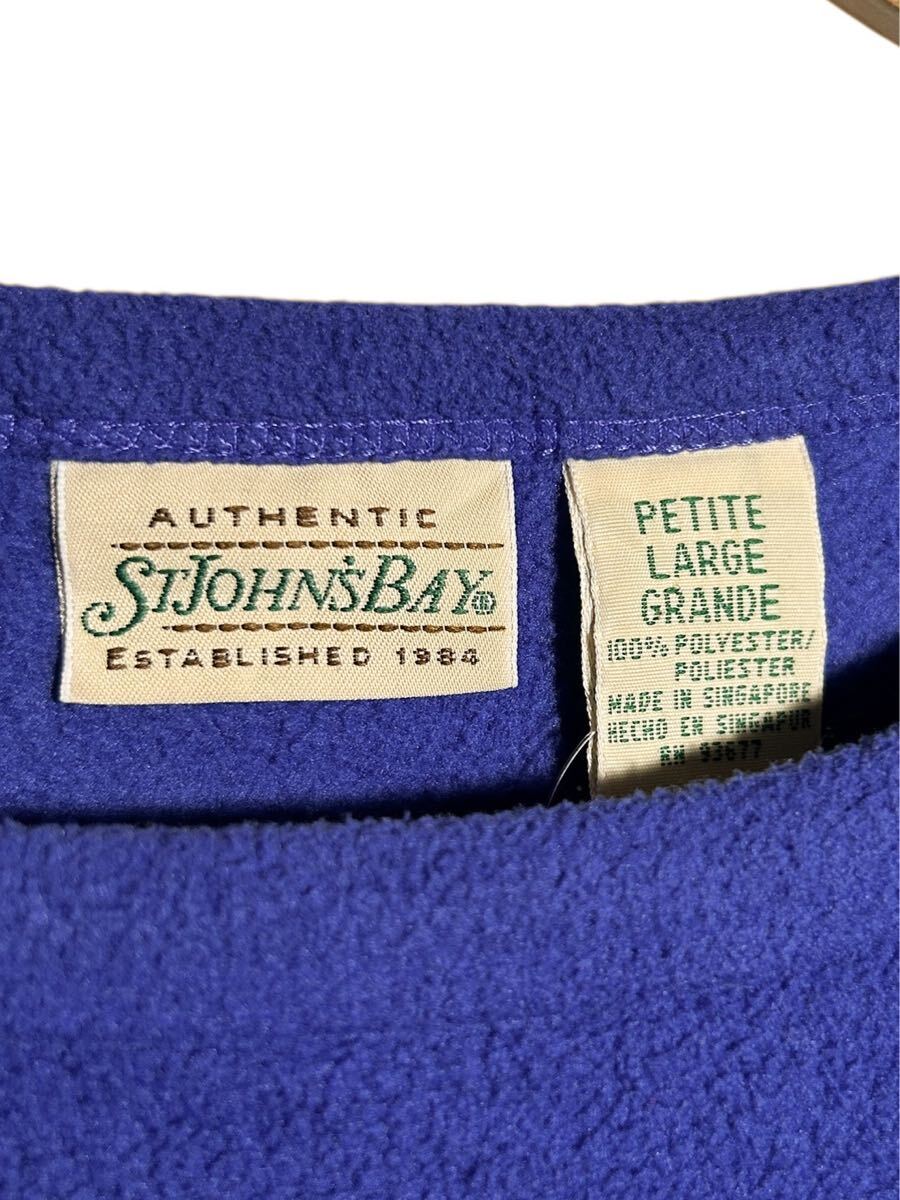 AUTHENTIC
ST. JOHN'S BAY
ESTABLISHED 1984
PETITE
LARGE
GRANDE
100% POLYESTER/
POLIESTER
MADE IN SINGAPORE
HECHO EN SINGAPUR
RN 93677